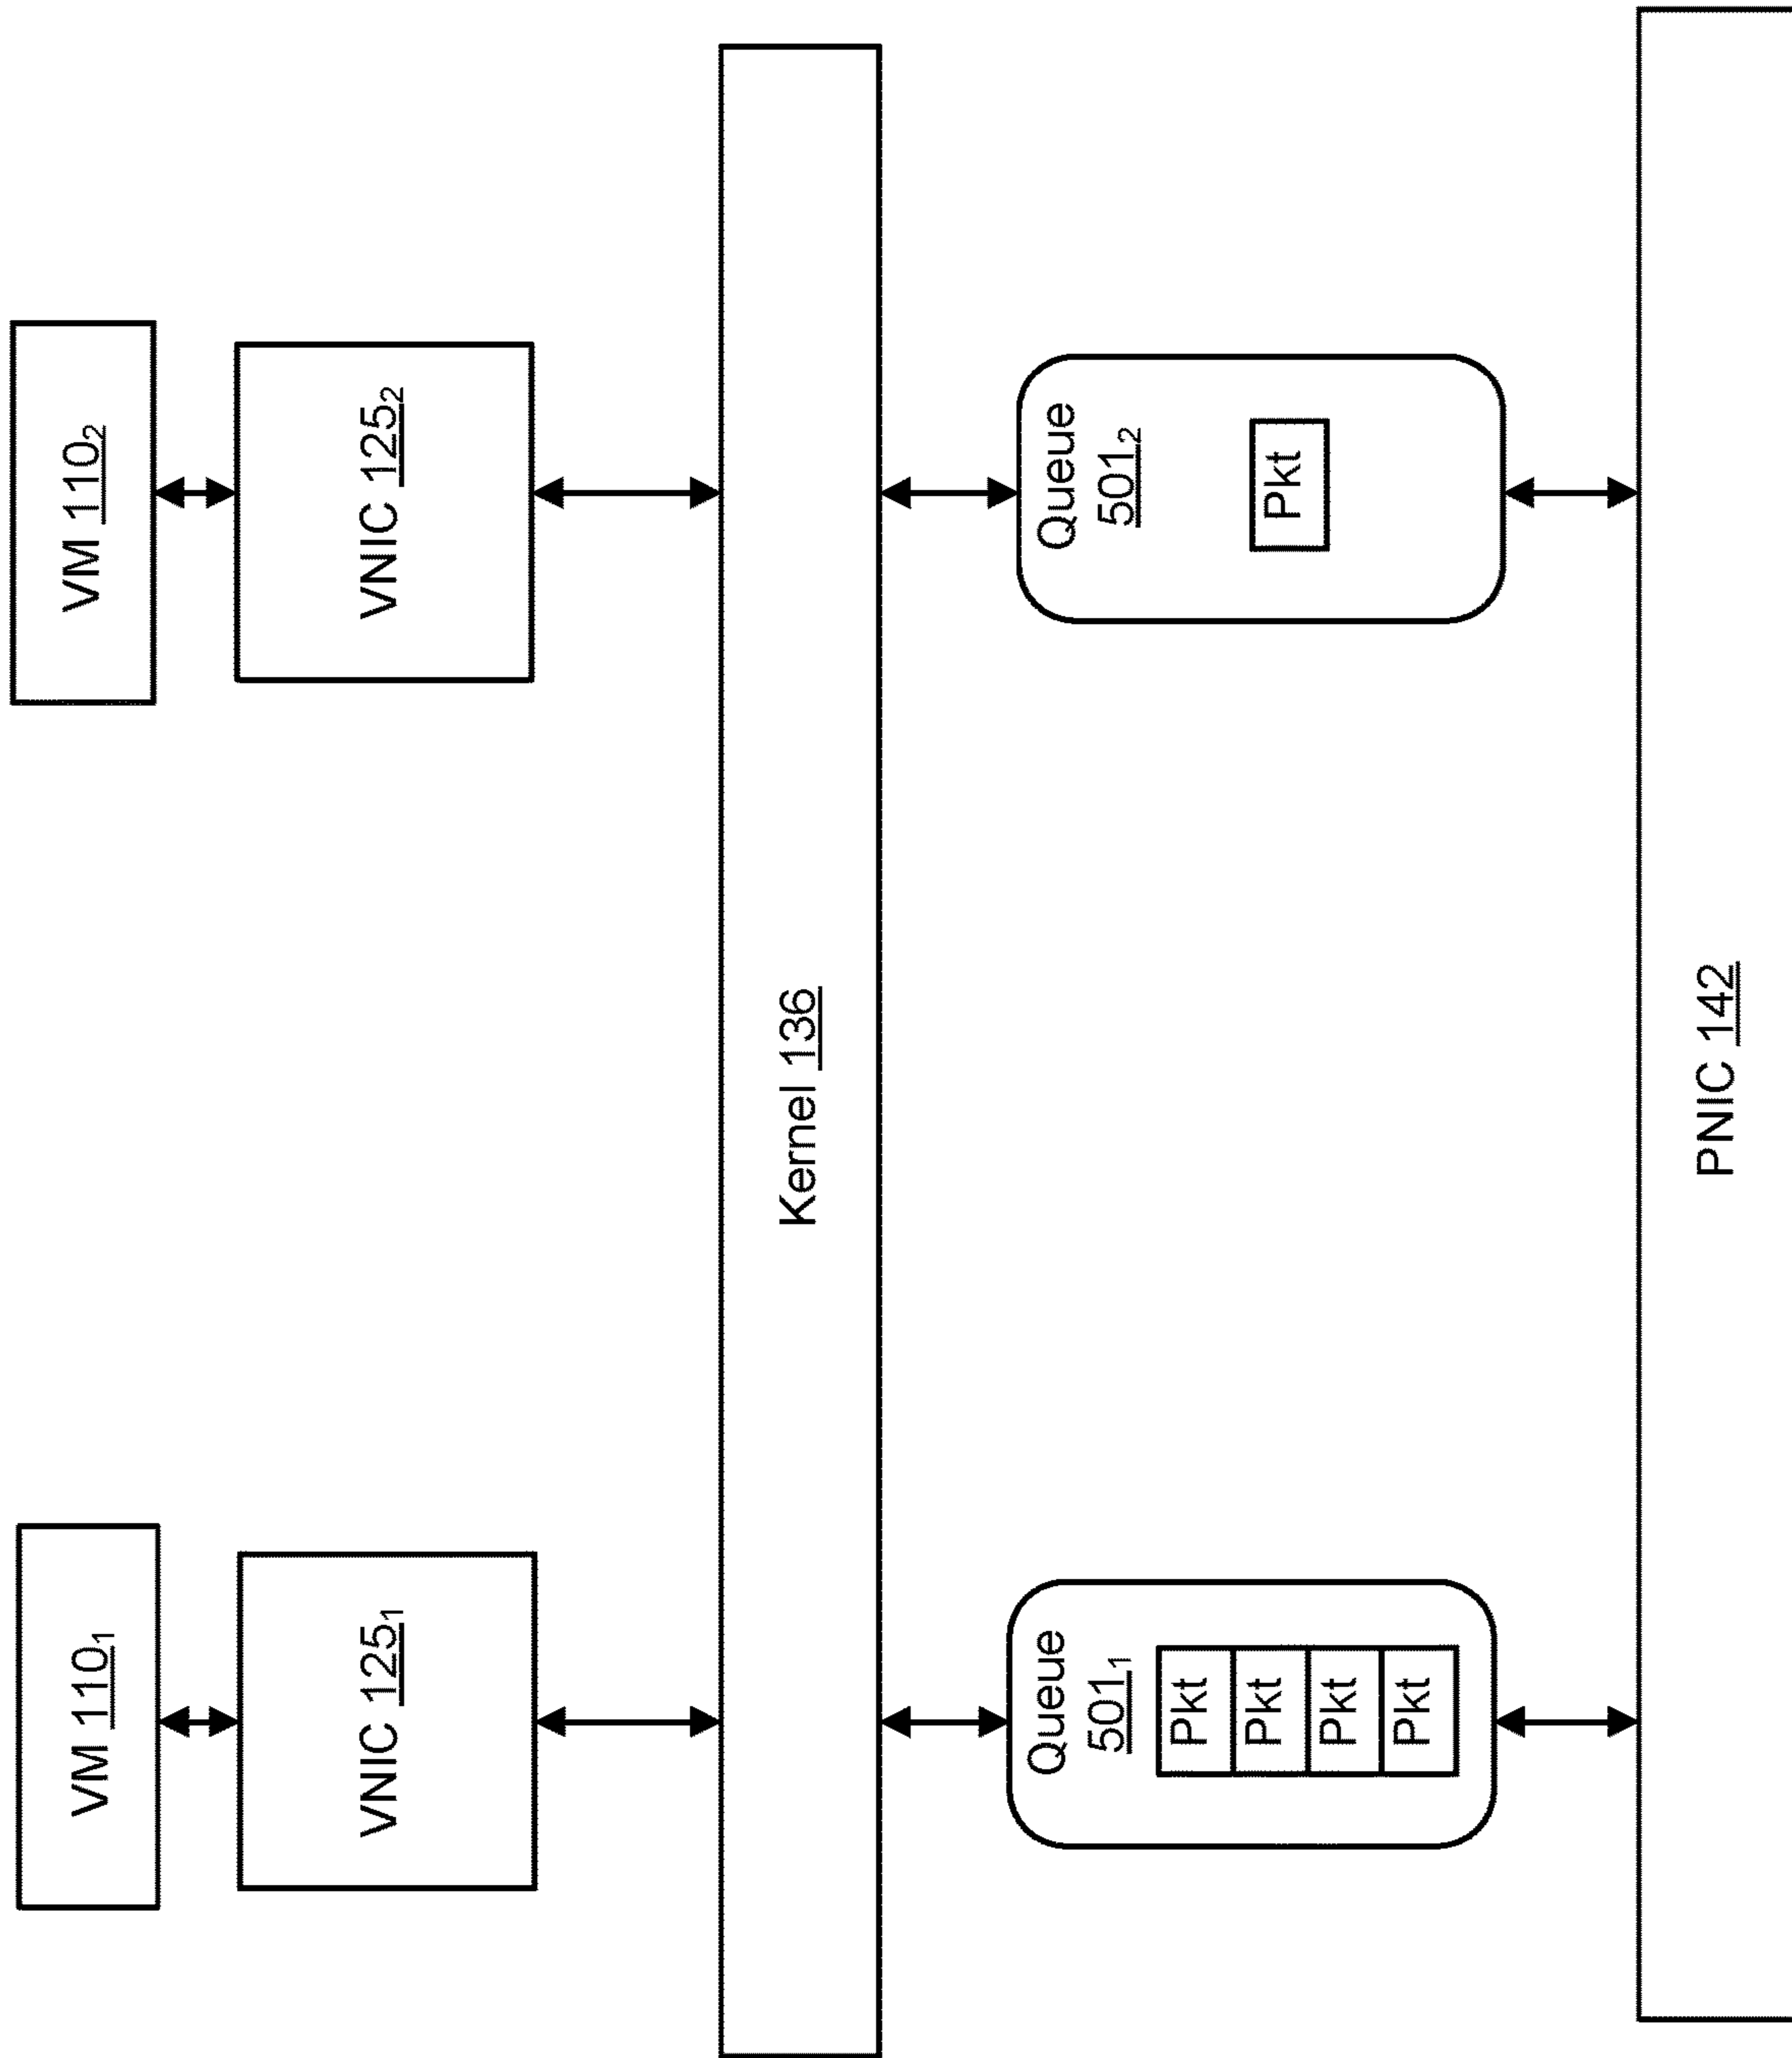 VM 110₁
VM 110₂
VNIC 125₁
VNIC 125₂
Kernel 136
Queue
501₁
Pkt
Pkt
Pkt
Pkt
Queue
501₂
Pkt
PNIC 142